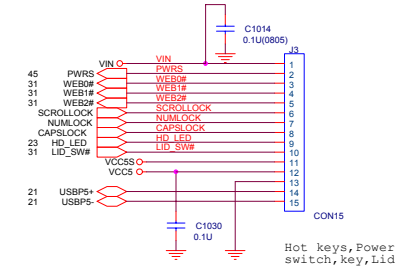 C1014
0.1U(0805)
J3
VIN VIN 1
45 PWRS PWRS 2
31 WEB0# WEB0# 3
31 WEB1# WEB1# 4
31 WEB2# WEB2# 5
SCROLLOCK SCROLLOCK 6
NUMLOCK NUMLOCK 7
CAPSLOCK CAPSLOCK 8
23 HD_LED HD_LED 9
31 LID_SW# LID_SW# 10
VCC5S 11
VCC5 12
13
21 USBP5+ 14
21 USBP5- 15
CON15
C1030
0.1U
Hot keys,Power
switch,key,Lid